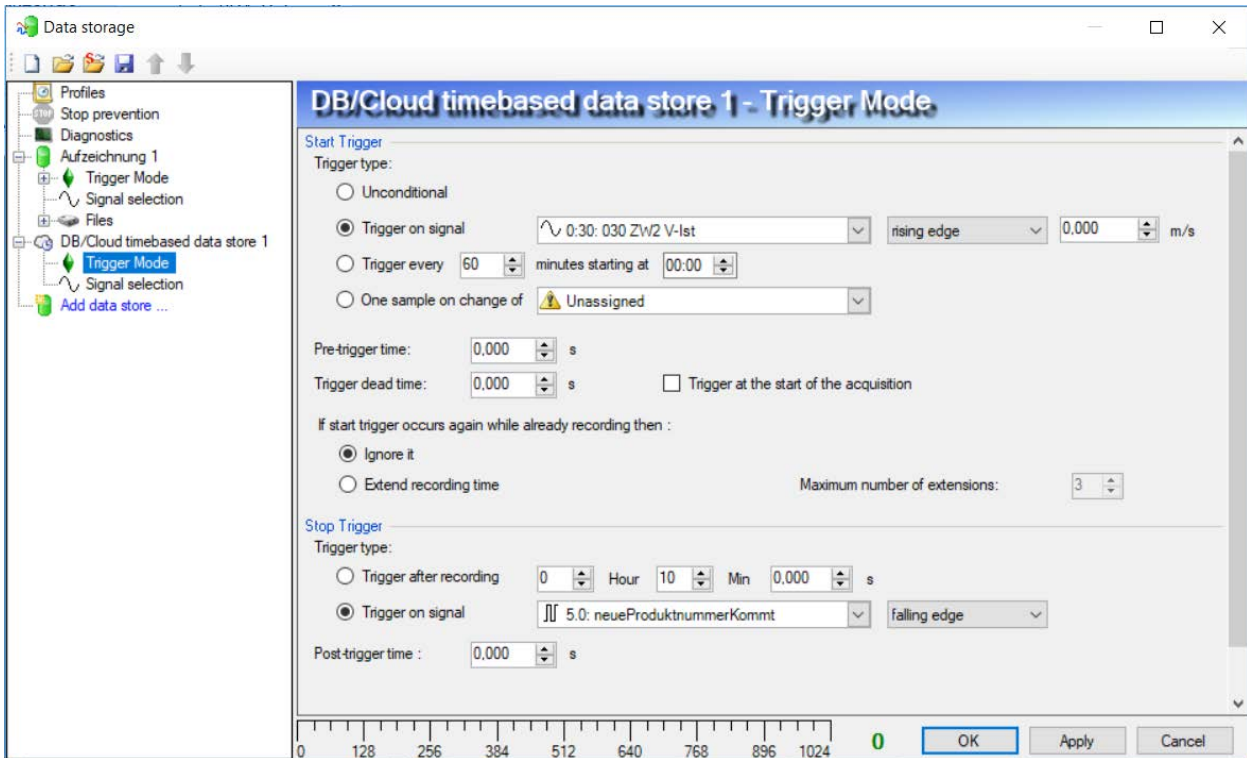 Data storage
Profiles
Stop prevention
Diagnostics
Aufzeichnung 1
Trigger Mode
Signal selection
Files
DB/Cloud timebased data store 1
Trigger Mode
Signal selection
Add data store ...
DB/Cloud timebased data store 1 - Trigger Mode
Start Trigger
Trigger type:
Unconditional
Trigger on signal 0:30: 030 ZW2 V-Ist rising edge 0,000 m/s
Trigger every 60 minutes starting at 00:00
One sample on change of Unassigned
Pre-trigger time: 0,000 s
Trigger dead time: 0,000 s Trigger at the start of the acquisition
If start trigger occurs again while already recording then :
Ignore it
Extend recording time Maximum number of extensions: 3
Stop Trigger
Trigger type:
Trigger after recording 0 Hour 10 Min 0,000 s
Trigger on signal 5.0: neueProduktnummerKommt falling edge
Post-trigger time : 0,000 s
0 128 256 384 512 640 768 896 1024 0 OK Apply Cancel